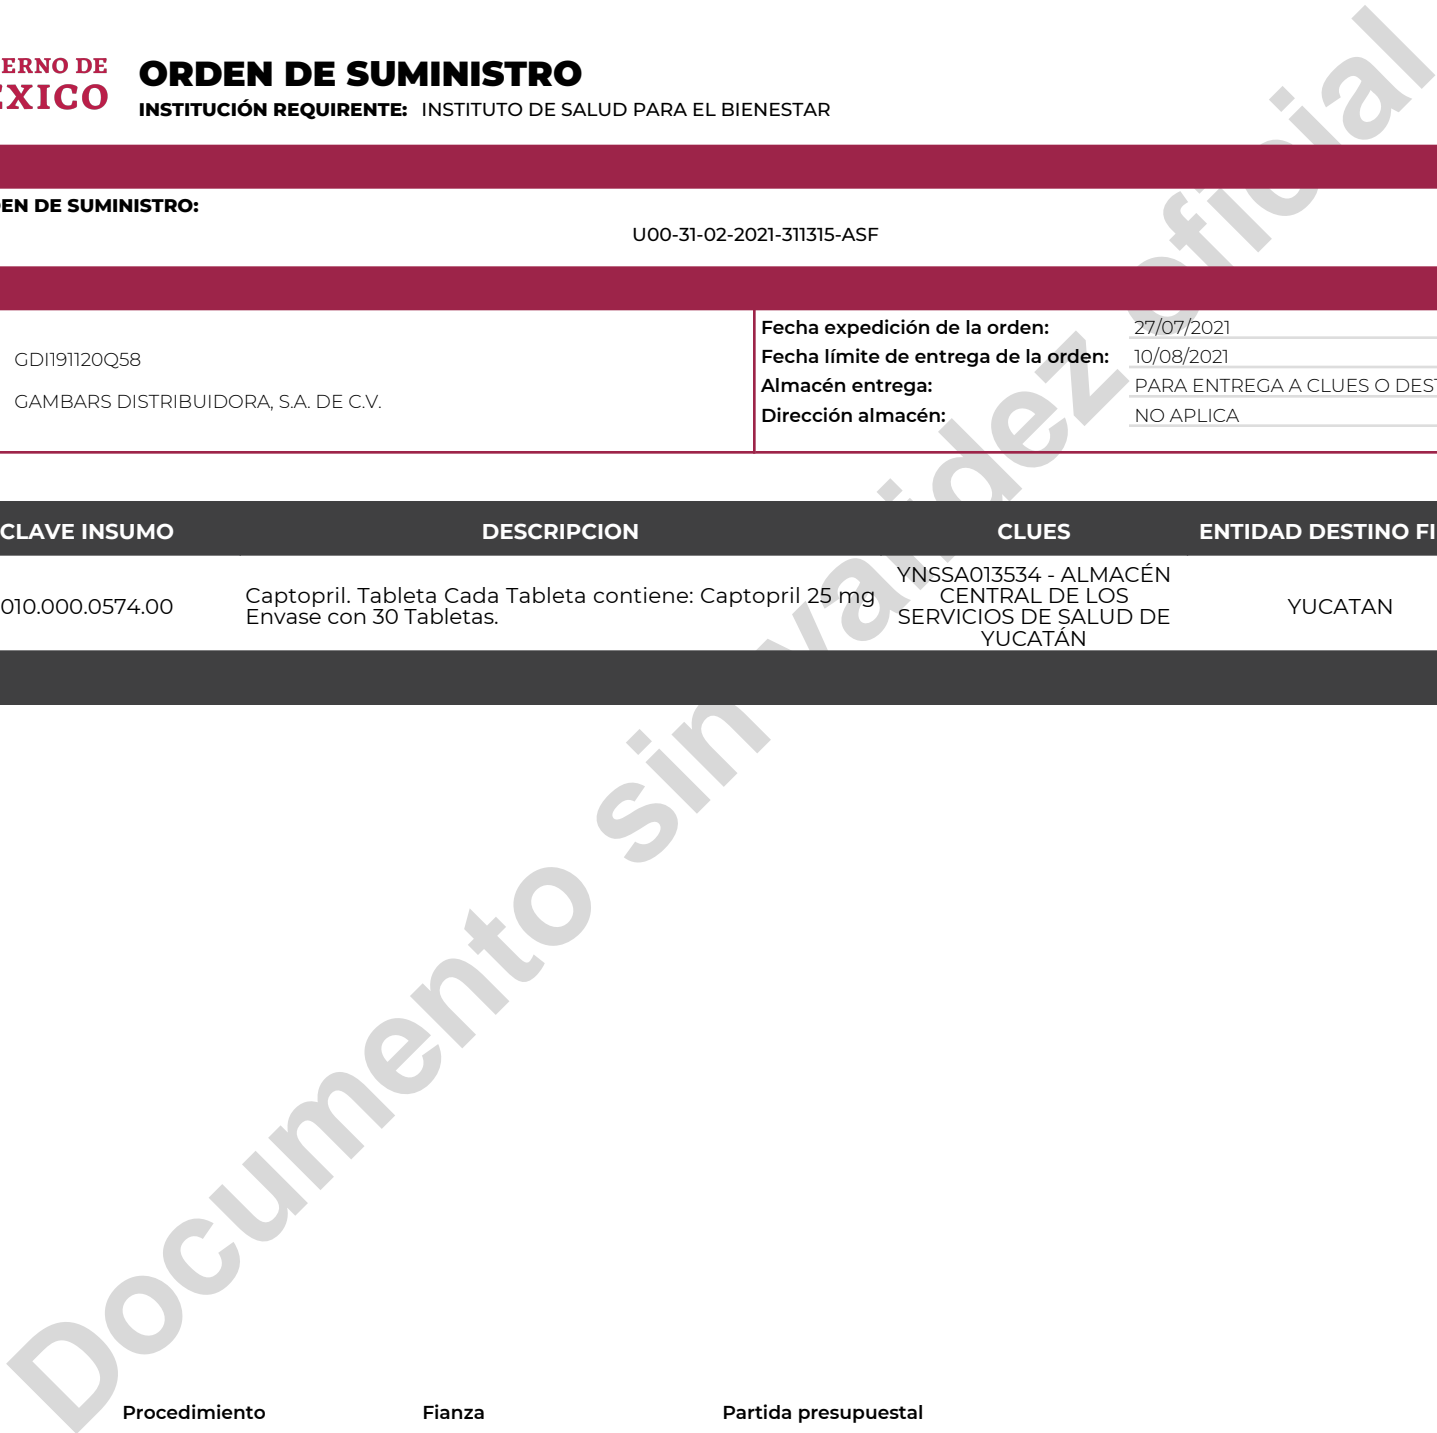 ERNO DE
ÉXICO
ORDEN DE SUMINISTRO
INSTITUCIÓN REQUIRENTE: INSTITUTO DE SALUD PARA EL BIENESTAR
EN DE SUMINISTRO:
U00-31-02-2021-311315-ASF
GDI191120Q58
GAMBARS DISTRIBUIDORA, S.A. DE C.V.
Fecha expedición de la orden: 27/07/2021
Fecha límite de entrega de la orden: 10/08/2021
Almacén entrega: PARA ENTREGA A CLUES O DEST
Dirección almacén: NO APLICA
CLAVE INSUMO DESCRIPCION CLUES ENTIDAD DESTINO FI
010.000.0574.00
Captopril. Tableta Cada Tableta contiene: Captopril 25 mg
Envase con 30 Tabletas.
YNSSA013534 - ALMACÉN
CENTRAL DE LOS
SERVICIOS DE SALUD DE
YUCATÁN
YUCATAN
Documento sin validez oficial
Procedimiento Fianza Partida presupuestal